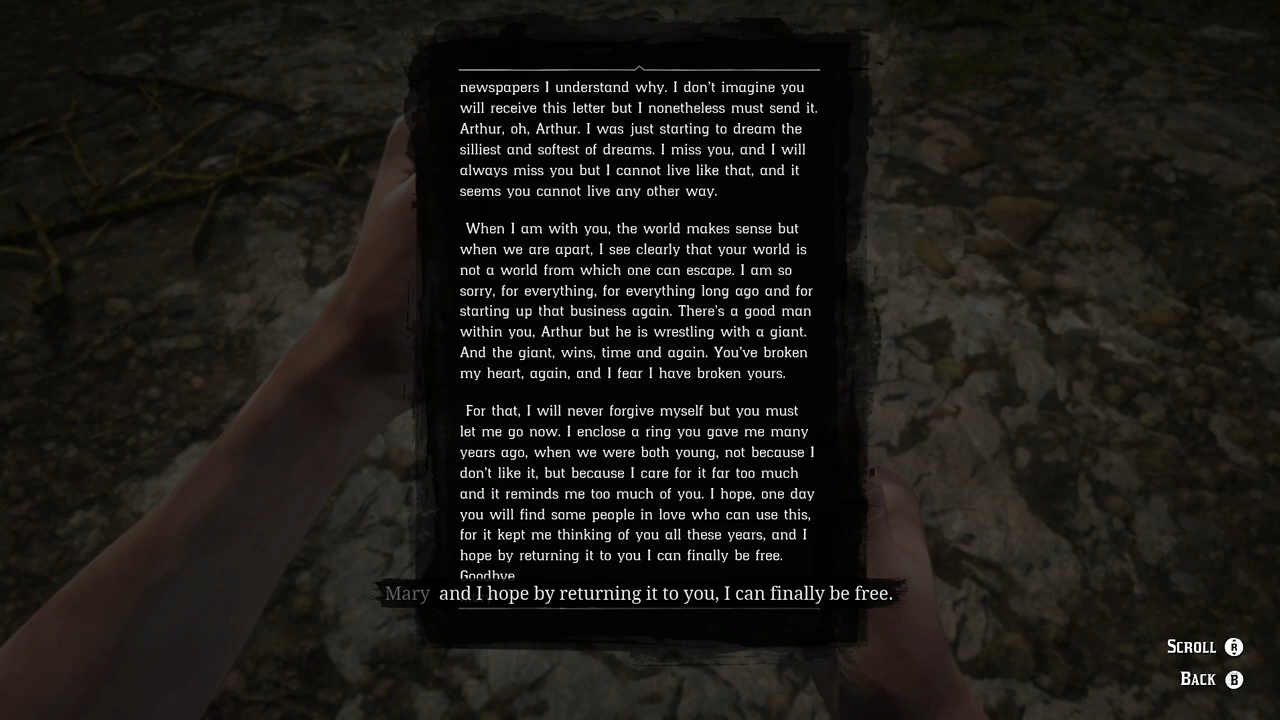 newspapers I understand why. I don't imagine you
will receive this letter but I nonetheless must send it.
Arthur, oh, Arthur. I was just starting to dream the
silliest and softest of dreams. I miss you, and I will
always miss you but I cannot live like that, and it
seems you cannot live any other way.
When I am with you, the world makes sense but
when we are apart, I see clearly that your world is
not a world from which one can escape. I am so
sorry, for everything, for everything long ago and for
starting up that business again. There's a good man
within you, Arthur but he is wrestling with a giant.
And the giant, wins, time and again. You've broken
my heart, again, and I fear I have broken yours.
For that, I will never forgive myself but you must
let me go now. I enclose a ring you gave me many
years ago, when we were both young, not because I
don't like it, but because I care for it far too much
and it reminds me too much of you. I hope, one day
you will find some people in love who can use this,
for it kept me thinking of you all these years, and I
hope by returning it to you I can finally be free.
Goodbye
Mary and I hope by returning it to you, I can finally be free.
SCROLL R
BACK B